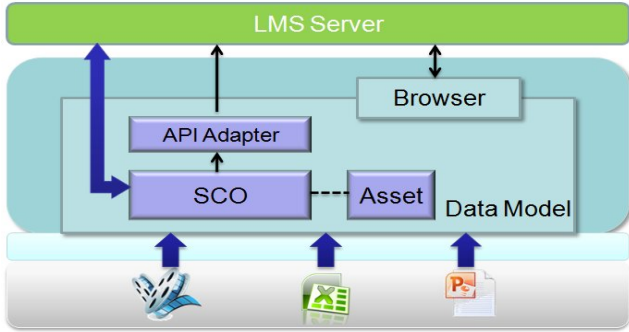 LMS Server
Browser
API Adapter
SCO
Asset
Data Model
P